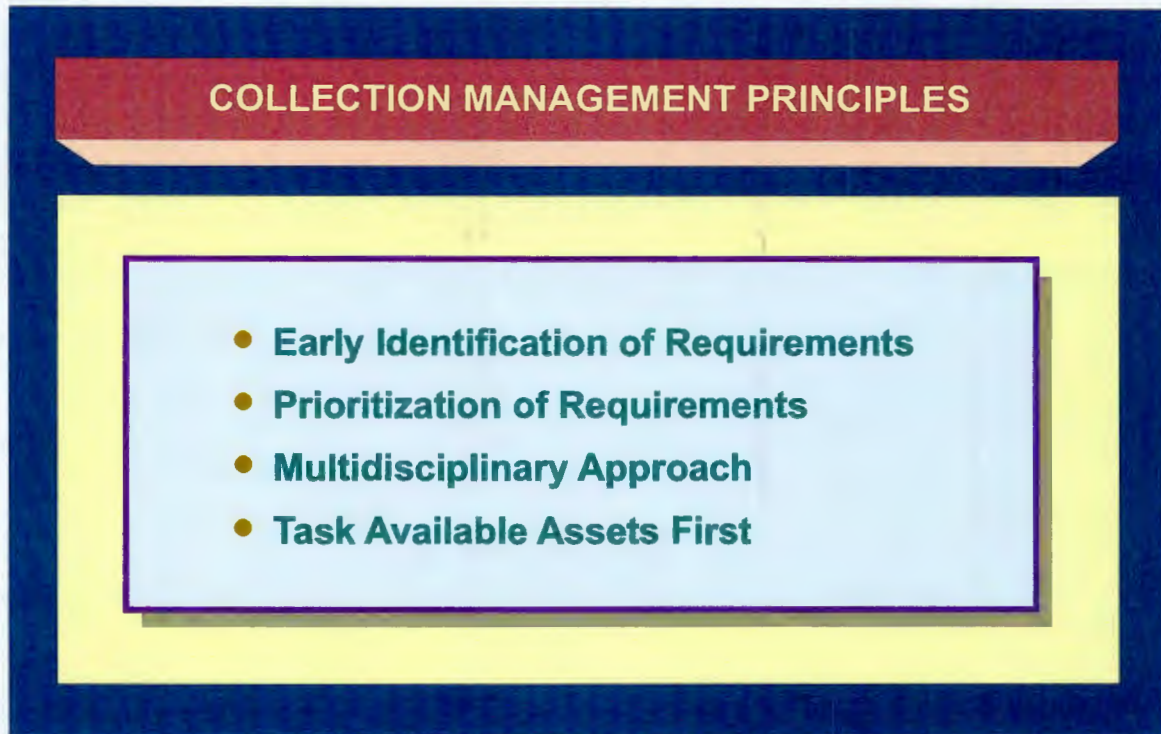 COLLECTION MANAGEMENT PRINCIPLES
● Early Identification of Requirements
● Prioritization of Requirements
● Multidisciplinary Approach
● Task Available Assets First